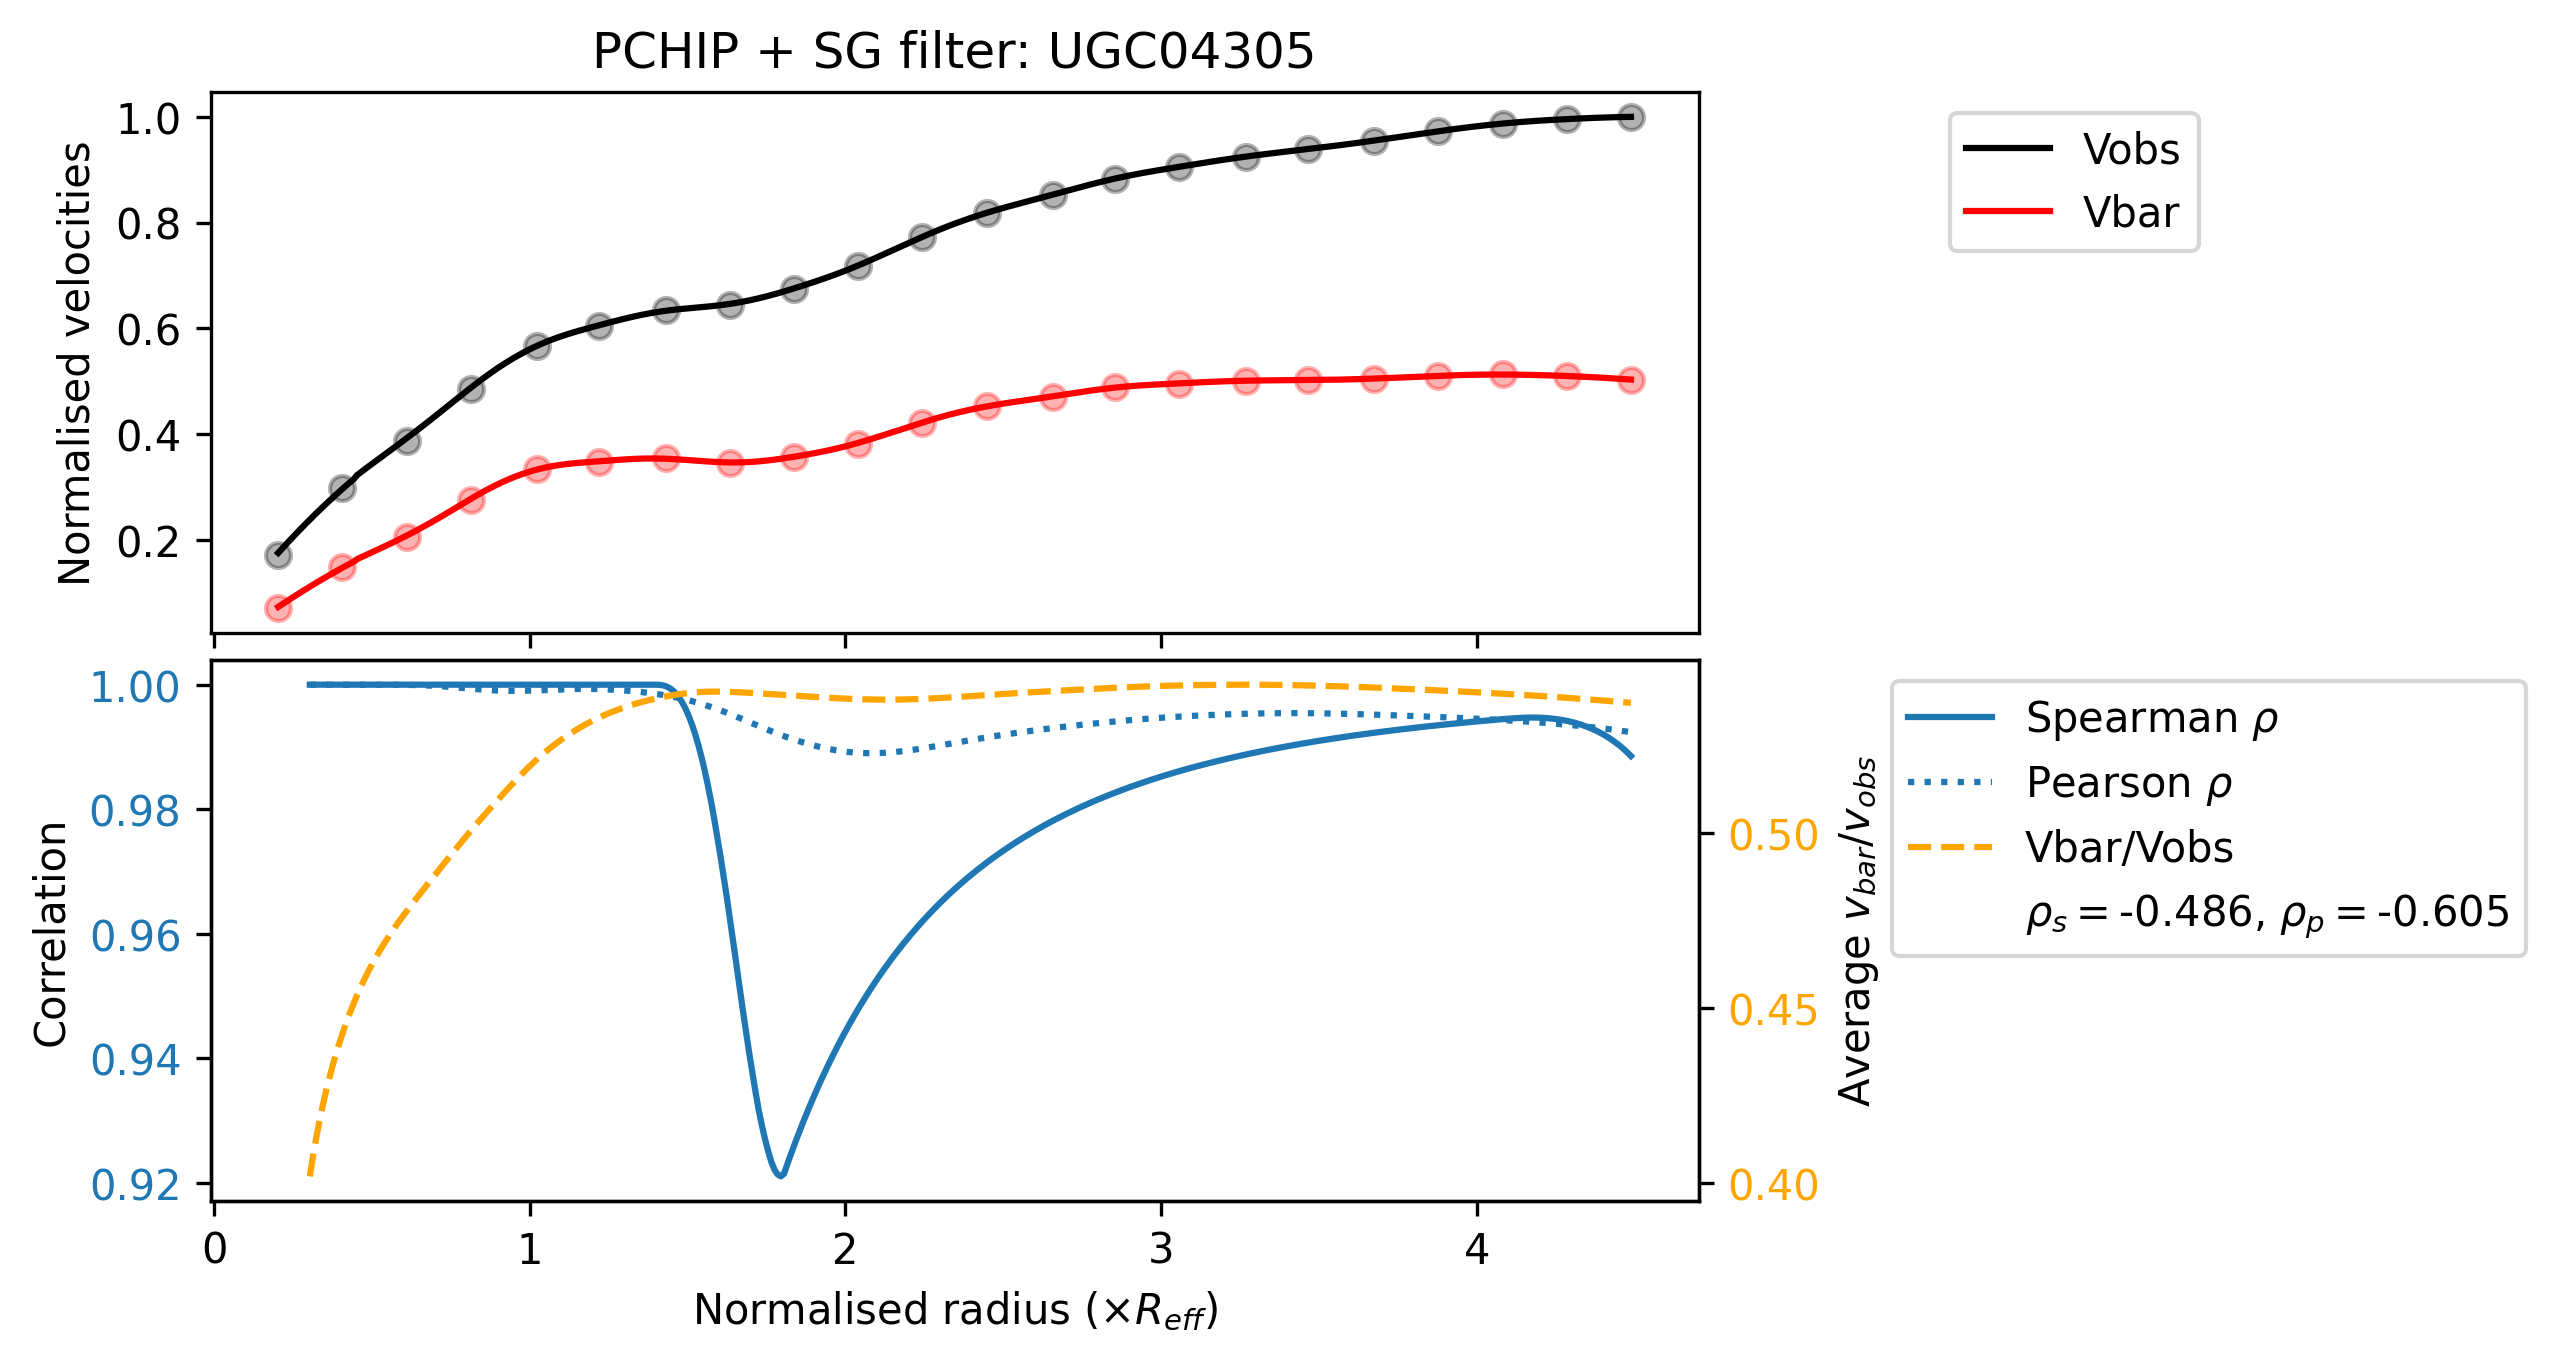 PCHIP + SG filter: UGC04305
Normalised velocities
1.0
0.8
0.6
0.4
0.2
Vobs
Vbar
Correlation
1.00
0.98
0.96
0.94
0.92
0.50
0.45
0.40
Average v_bar/v_obs
Spearman ρ
Pearson ρ
Vbar/Vobs
ρ_s = -0.486, ρ_p = -0.605
0 1 2 3 4
Normalised radius (×R_eff)